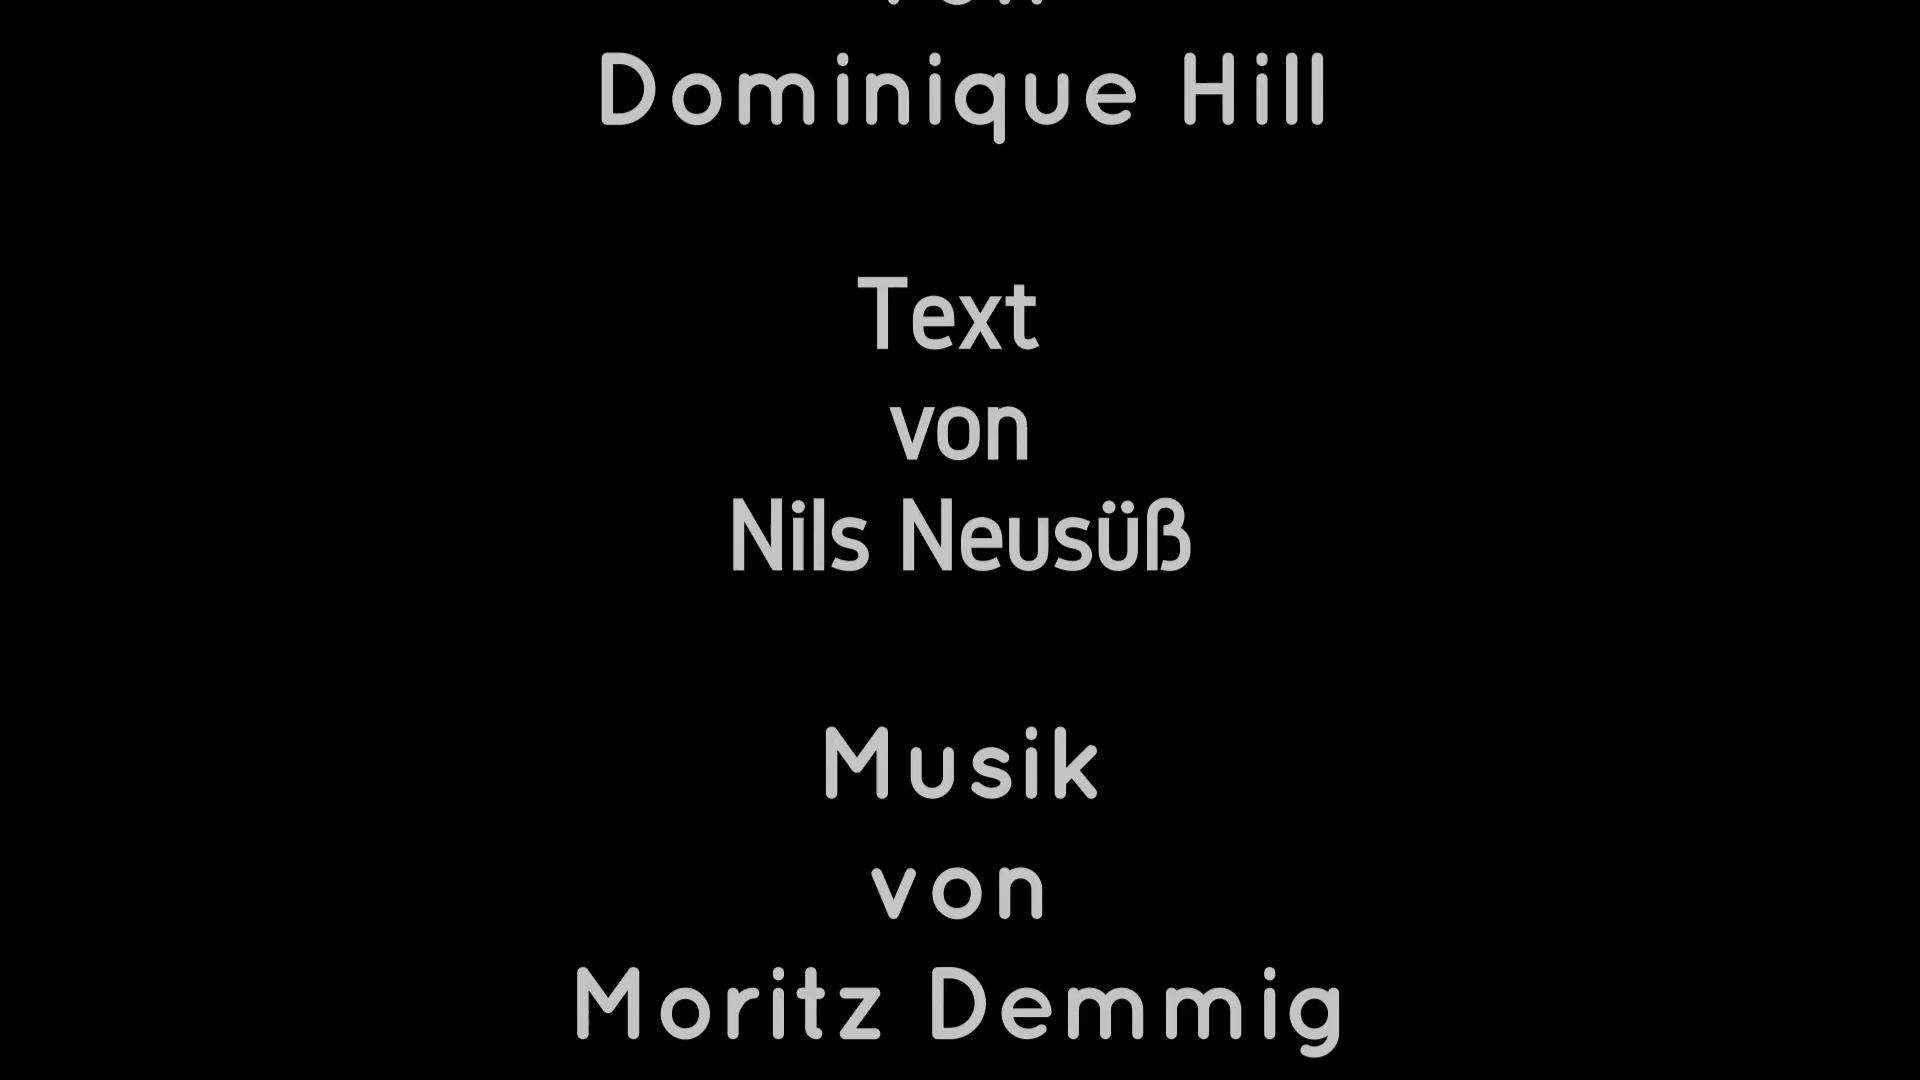 Dominique Hill
Text
von
Nils Neusüß
Musik
von
Moritz Demmig